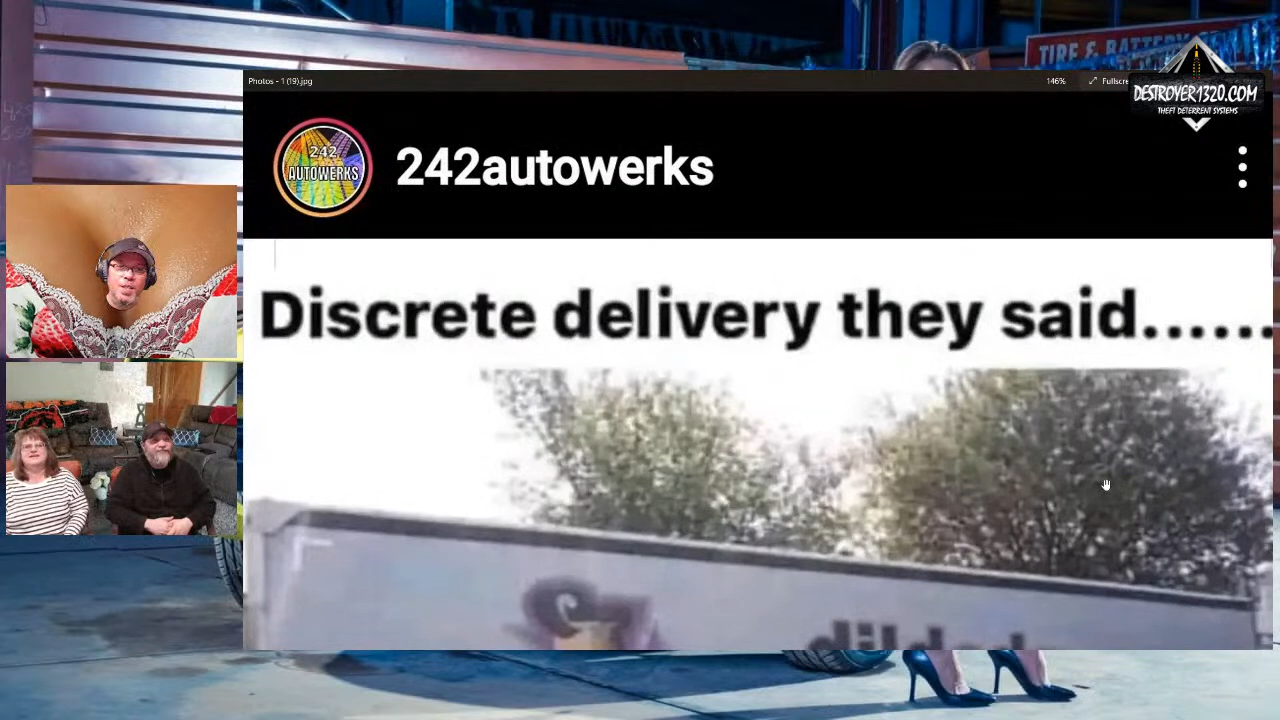 TIRE & BATTERY
Photos - 1 (19).jpg
146%
Fullscre
DESTROYER1320.COM
THEFT DETERRENT SYSTEMS
242
AUTOWERKS
242autowerks
Discrete delivery they said......